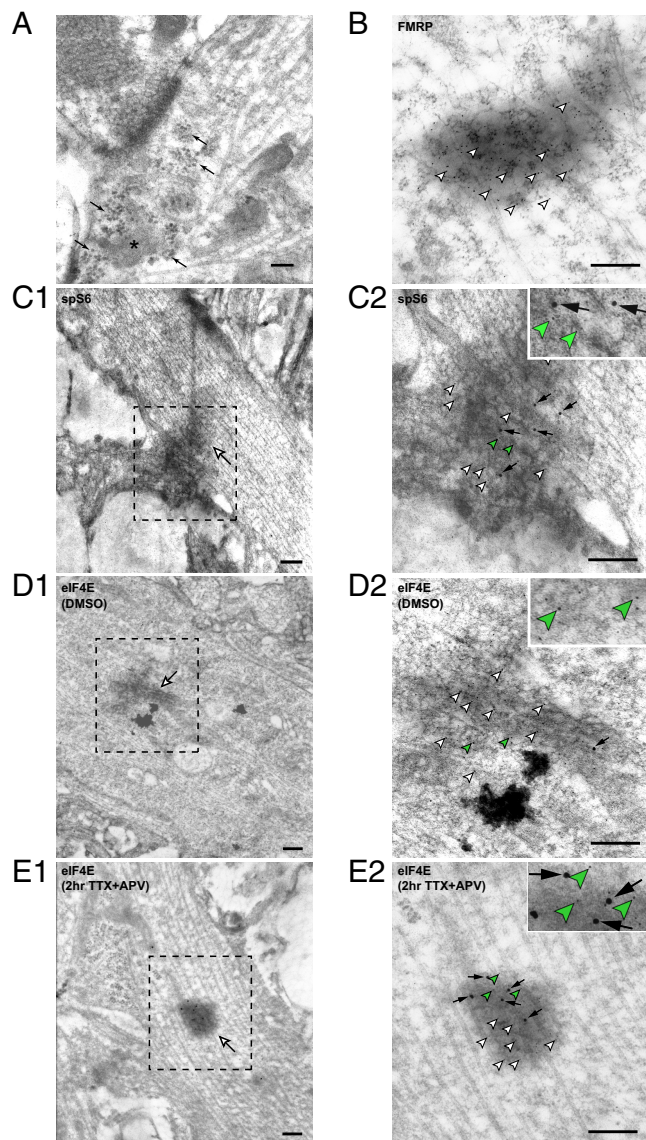 A
B
FMRP
*
C1
spS6
C2
spS6
D1
eIF4E
(DMSO)
D2
eIF4E
(DMSO)
E1
eIF4E
(2hr TTX+APV)
E2
eIF4E
(2hr TTX+APV)